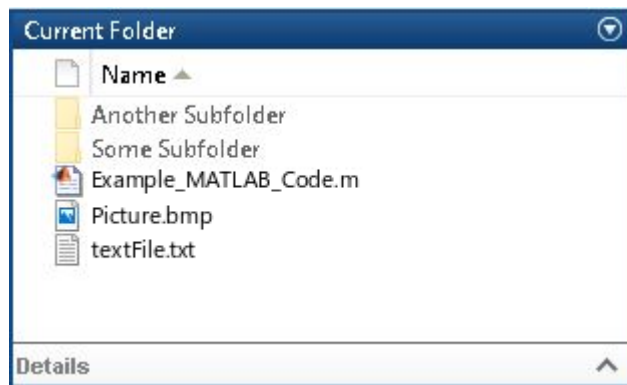 Current Folder
Name
Another Subfolder
Some Subfolder
Example_MATLAB_Code.m
Picture.bmp
textFile.txt
Details